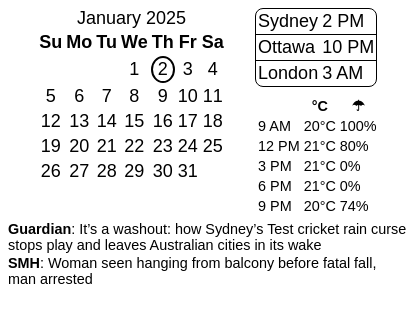 January 2025
Su Mo Tu We Th Fr Sa
1 2 3 4
5 6 7 8 9 10 11
12 13 14 15 16 17 18
19 20 21 22 23 24 25
26 27 28 29 30 31
Sydney 2 PM
Ottawa 10 PM
London 3 AM
°C ☂
9 AM 20°C 100%
12 PM 21°C 80%
3 PM 21°C 0%
6 PM 21°C 0%
9 PM 20°C 74%
Guardian: It’s a washout: how Sydney’s Test cricket rain curse
stops play and leaves Australian cities in its wake
SMH: Woman seen hanging from balcony before fatal fall,
man arrested